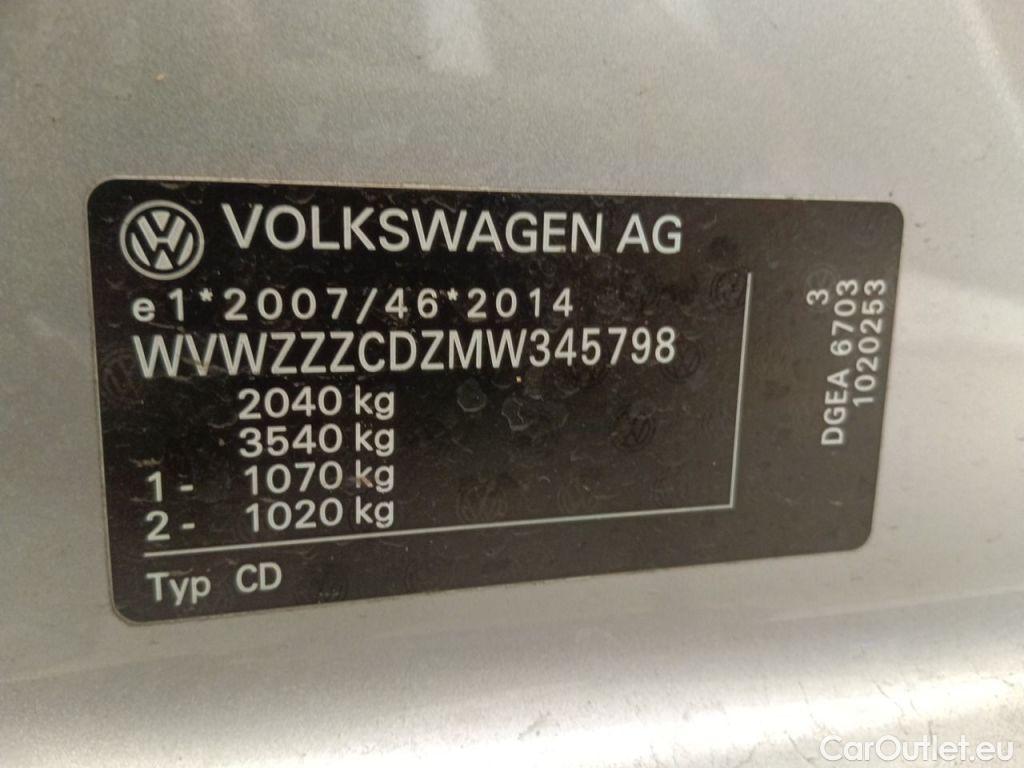 VOLKSWAGEN AG
e1*2007/46*2014
WVWZZZCDZMW345798
2040 kg
3540 kg
1- 1070 kg
2- 1020 kg
Typ CD
3
DGEA 6703
1020253
CarOutlet.eu